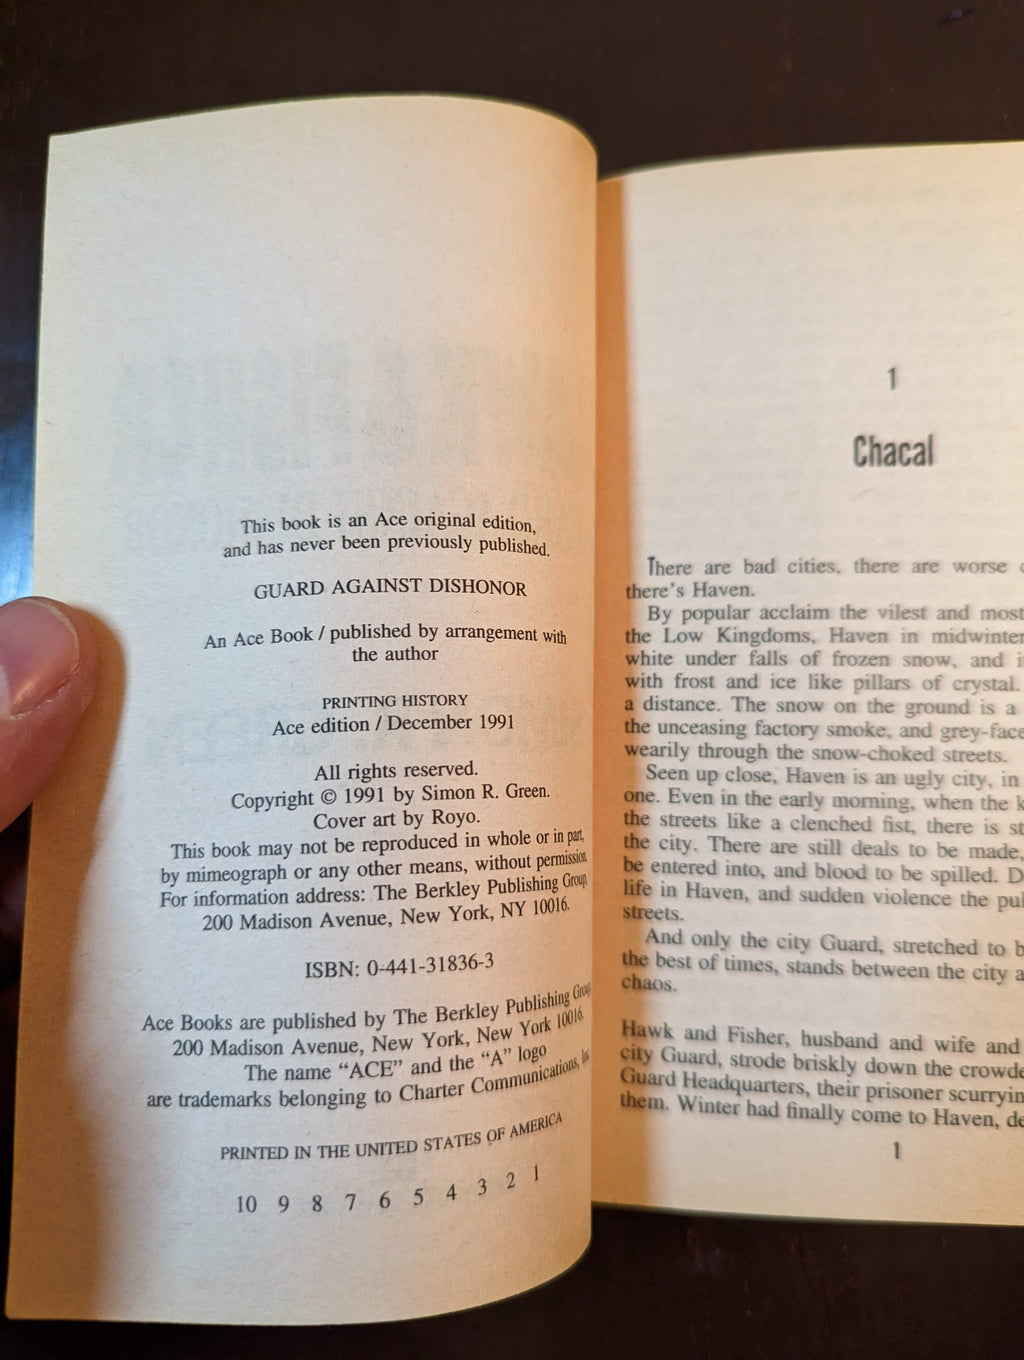 This book is an Ace original edition,
and has never been previously published.
GUARD AGAINST DISHONOR
An Ace Book / published by arrangement with
the author
PRINTING HISTORY
Ace edition / December 1991
All rights reserved.
Copyright © 1991 by Simon R. Green.
Cover art by Royo.
This book may not be reproduced in whole or in part,
by mimeograph or any other means, without permission.
For information address: The Berkley Publishing Group,
200 Madison Avenue, New York, NY 10016.
ISBN: 0-441-31836-3
Ace Books are published by The Berkley Publishing Group,
200 Madison Avenue, New York, New York 10016.
The name “ACE” and the “A” logo
are trademarks belonging to Charter Communications, Inc.
PRINTED IN THE UNITED STATES OF AMERICA
10 9 8 7 6 5 4 3 2 1
1
Chacal
There are bad cities, there are worse
there's Haven.
By popular acclaim the vilest and most
the Low Kingdoms, Haven in midwinter
white under falls of frozen snow, and
with frost and ice like pillars of crystal.
a distance. The snow on the ground is a
the unceasing factory smoke, and
wearily through the snow-choked streets.
Seen up close, Haven is an ugly city, in
one. Even in the early morning, when the
the streets like a clenched fist, there is
the city. There are still deals to be made,
be entered into, and blood to be spilled.
life in Haven, and sudden violence the
streets.
And only the city Guard, stretched to
the best of times, stands between the city
chaos.
Hawk and Fisher, husband and wife and
city Guard, strode briskly down the
Guard Headquarters, their prisoner
them. Winter had finally come to Haven,
1